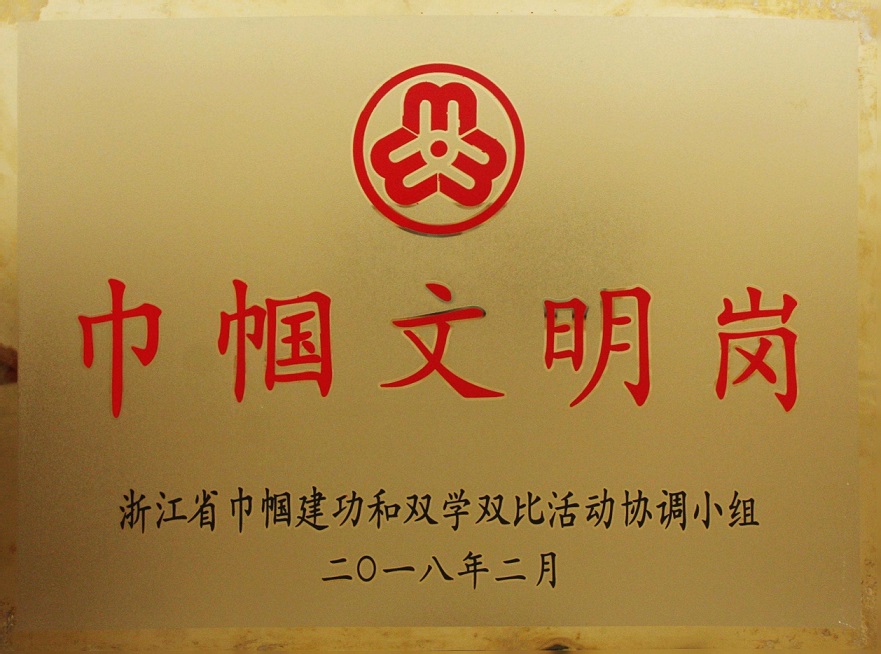 巾帼文明岗
浙江省巾帼建功和双学双比活动协调小组
二〇一八年二月